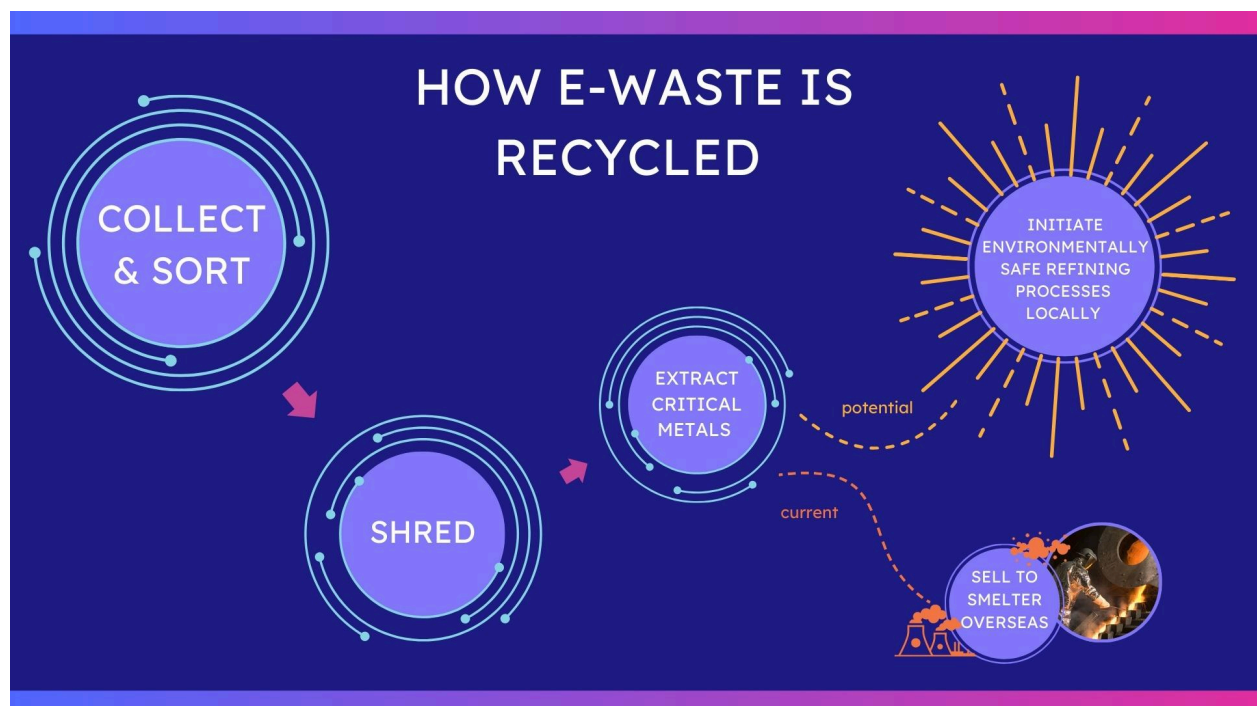 HOW E-WASTE IS
RECYCLED
COLLECT
& SORT
SHRED
EXTRACT
CRITICAL
METALS
potential
INITIATE
ENVIRONMENTALLY
SAFE REFINING
PROCESSES
LOCALLY
current
SELL TO
SMELTER
OVERSEAS